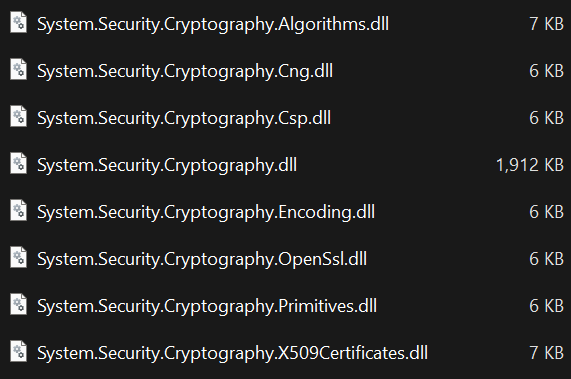 System.Security.Cryptography.Algorithms.dll 7 KB
System.Security.Cryptography.Cng.dll 6 KB
System.Security.Cryptography.Csp.dll 6 KB
System.Security.Cryptography.dll 1,912 KB
System.Security.Cryptography.Encoding.dll 6 KB
System.Security.Cryptography.OpenSsl.dll 6 KB
System.Security.Cryptography.Primitives.dll 6 KB
System.Security.Cryptography.X509Certificates.dll 7 KB